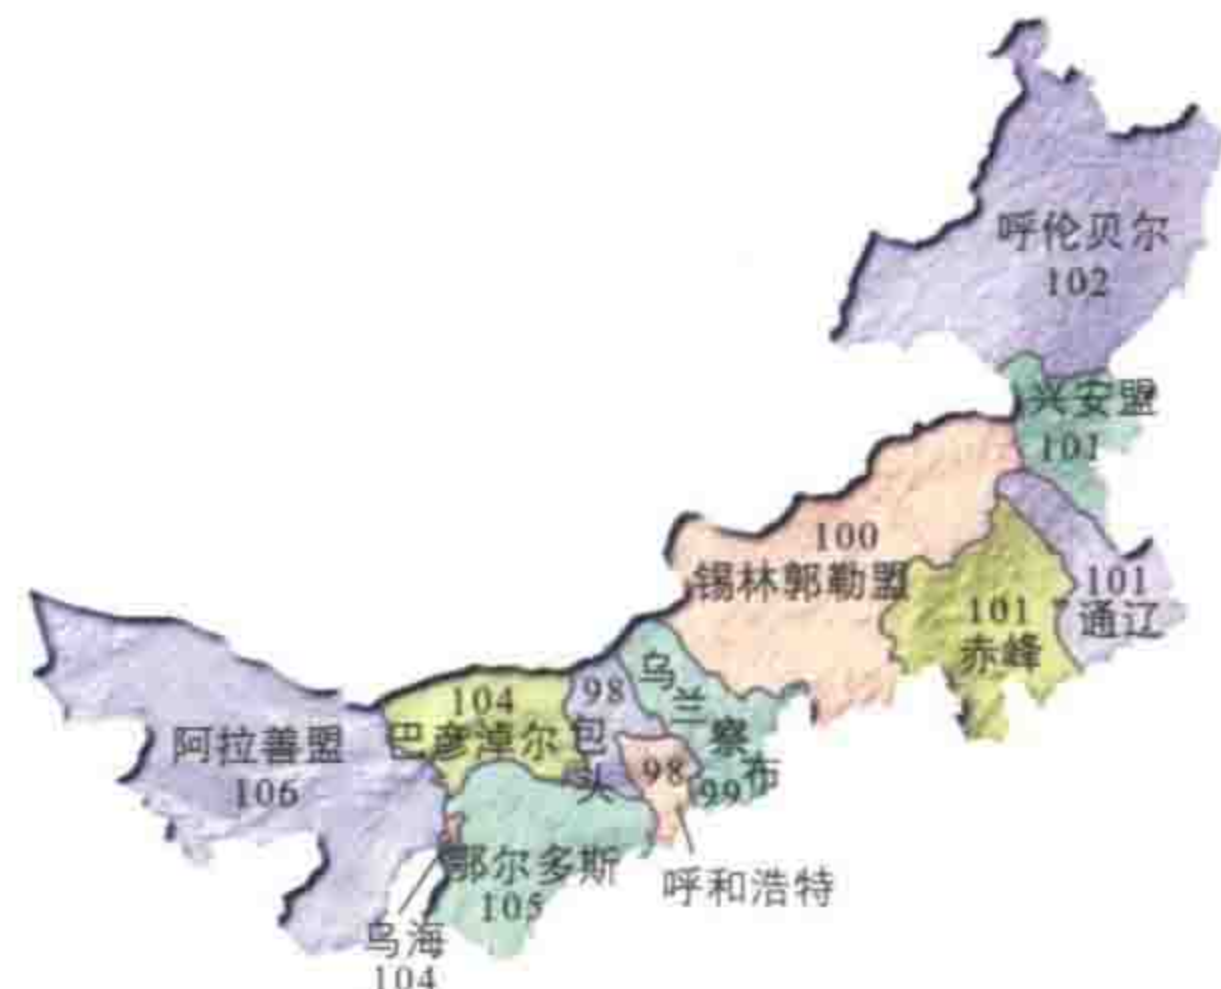 呼伦贝尔
102
兴安盟
101
100
锡林郭勒盟
101
通辽
101
赤峰
乌兰察布
99
98
包头
104
巴彦淖尔
98
呼和浩特
阿拉善盟
106
鄂尔多斯
105
乌海
104